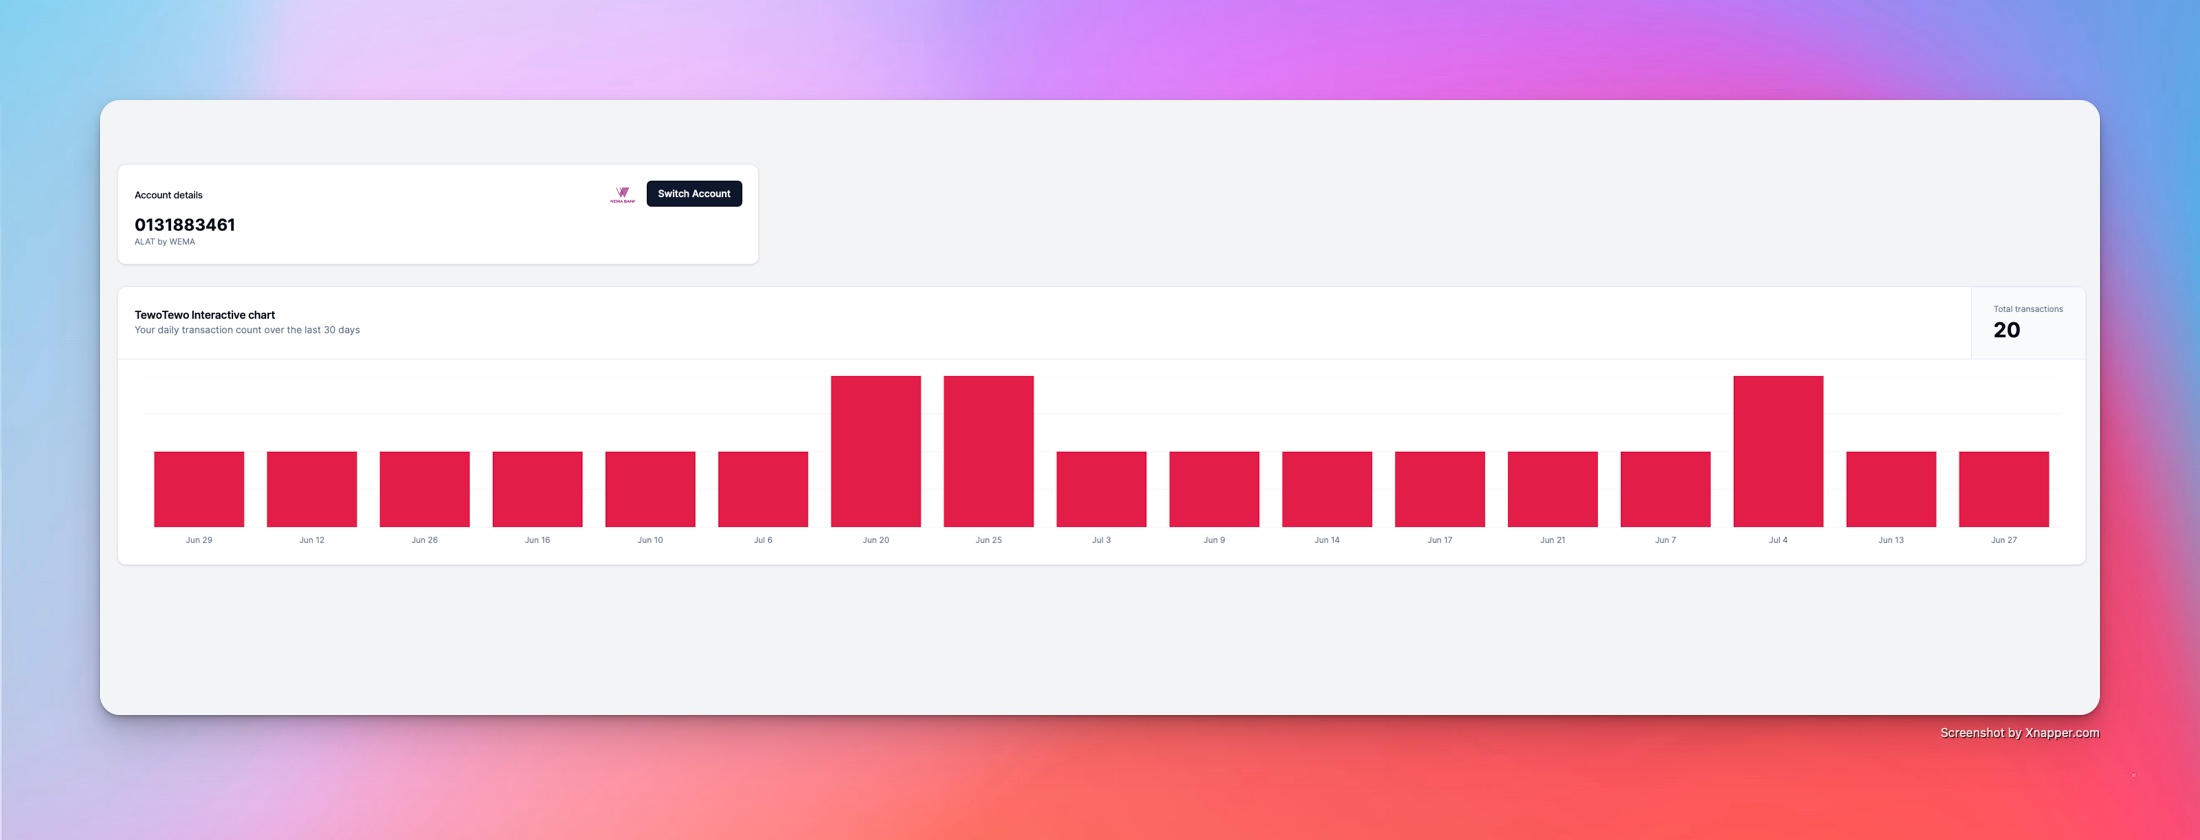 Account details
WEMA BANK
Switch Account
0131883461
ALAT by WEMA
TewoTewo Interactive chart
Your daily transaction count over the last 30 days
Total transactions
20
Jun 29 Jun 12 Jun 26 Jun 16 Jun 10 Jul 6 Jun 20 Jun 25 Jul 3 Jun 9 Jun 14 Jun 17 Jun 21 Jun 7 Jul 4 Jun 13 Jun 27
Screenshot by Xnapper.com